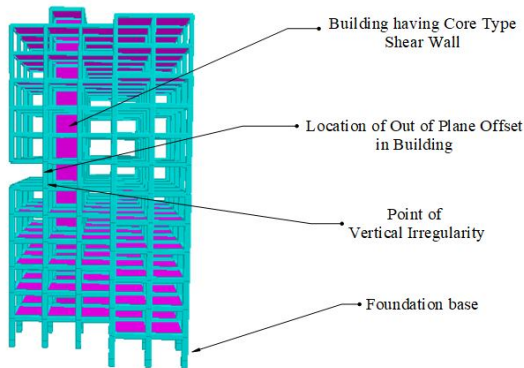 Building having Core Type
Shear Wall
Location of Out of Plane Offset
in Building
Point of
Vertical Irregularity
Foundation base